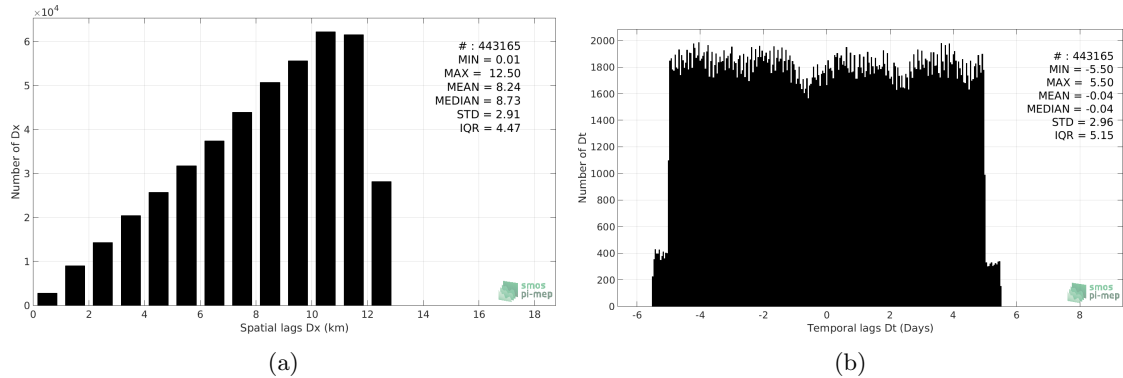 ×10⁴
6
5
4
3
2
1
0
Number of Dx
# : 443165
MIN = 0.01
MAX = 12.50
MEAN = 8.24
MEDIAN = 8.73
STD = 2.91
IQR = 4.47
smos
pi-mep
0 2 4 6 8 10 12 14 16 18
Spatial lags Dx (km)
(a)
2000
1800
1600
1400
1200
1000
800
600
400
200
0
Number of Dt
# : 443165
MIN = -5.50
MAX = 5.50
MEAN = -0.04
MEDIAN = -0.04
STD = 2.96
IQR = 5.15
smos
pi-mep
-6 -4 -2 0 2 4 6 8
Temporal lags Dt (Days)
(b)